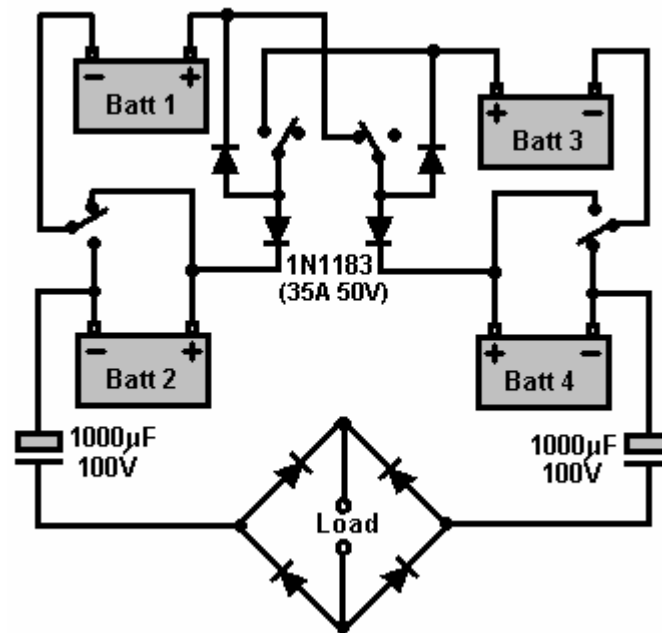 − +
Batt 1
+ −
Batt 3
1N1183
(35A 50V)
− +
Batt 2
+ −
Batt 4
1000µF
100V
1000µF
100V
Load